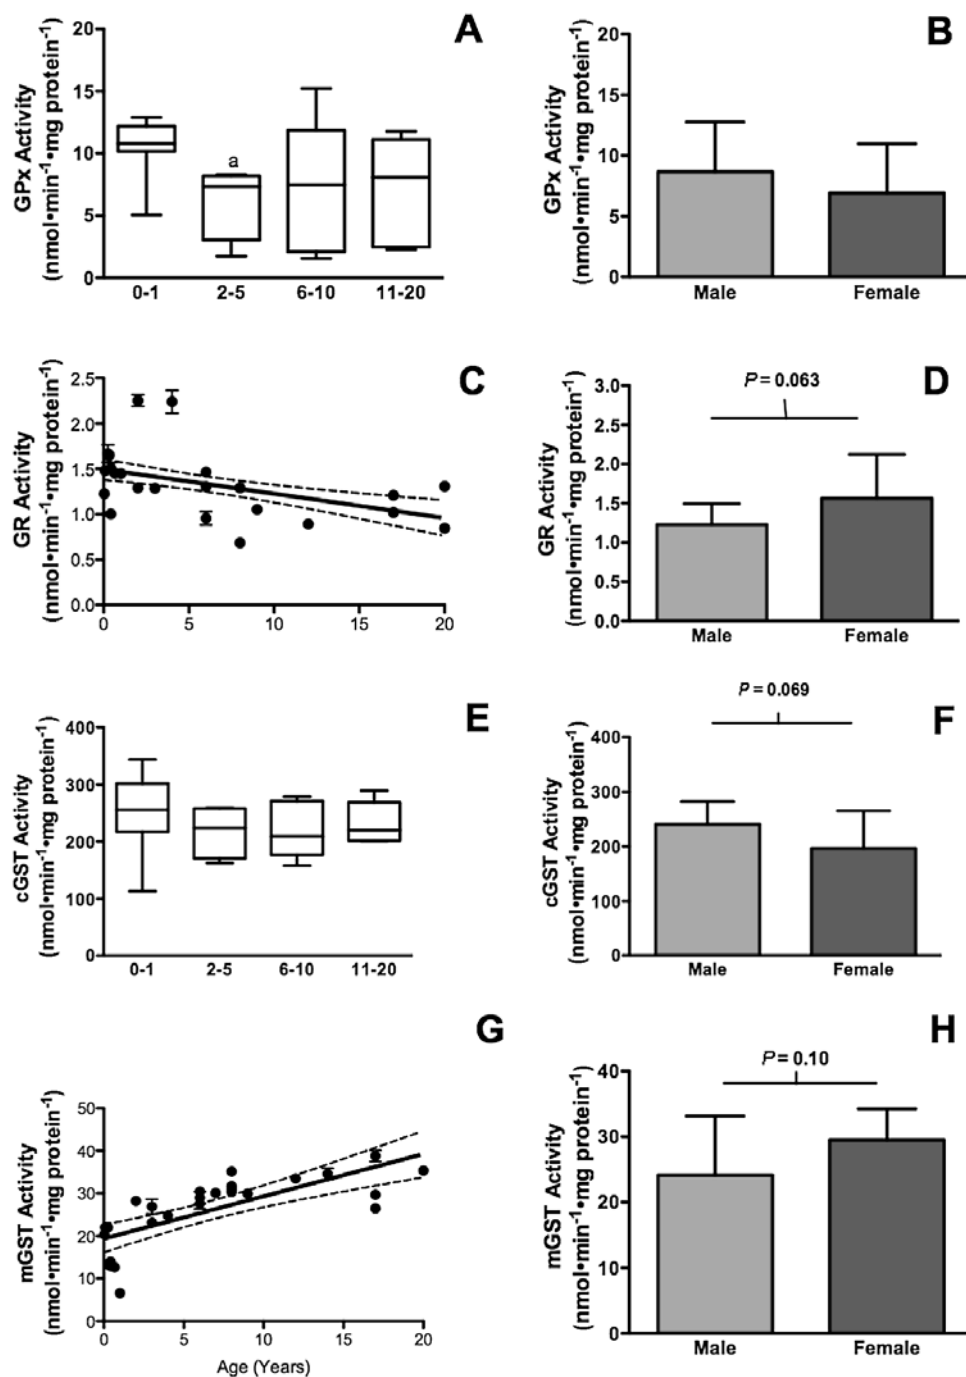 A
GPx Activity
(nmol•min⁻¹•mg protein⁻¹)
20
15
10
5
0
a
0-1 2-5 6-10 11-20
B
GPx Activity
(nmol•min⁻¹•mg protein⁻¹)
20
15
10
5
0
Male Female
C
GR Activity
(nmol•min⁻¹•mg protein⁻¹)
2.5
2.0
1.5
1.0
0.5
0.0
0 5 10 15 20
D
P = 0.063
GR Activity
(nmol•min⁻¹•mg protein⁻¹)
3.0
2.5
2.0
1.5
1.0
0.5
0.0
Male Female
E
cGST Activity
(nmol•min⁻¹•mg protein⁻¹)
400
300
200
100
0
0-1 2-5 6-10 11-20
F
P = 0.069
cGST Activity
(nmol•min⁻¹•mg protein⁻¹)
400
300
200
100
0
Male Female
G
mGST Activity
(nmol•min⁻¹•mg protein⁻¹)
50
40
30
20
10
0
0 5 10 15 20
Age (Years)
H
P = 0.10
mGST Activity
(nmol•min⁻¹•mg protein⁻¹)
40
30
20
10
0
Male Female